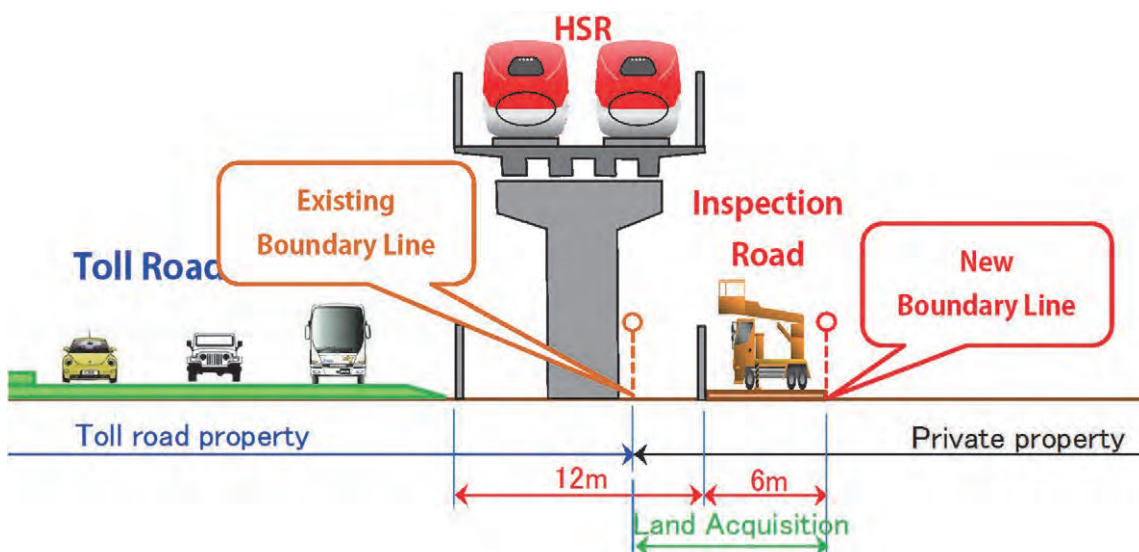 HSR
Existing
Boundary Line
Inspection
Road
Toll Road
New
Boundary Line
Toll road property
Private property
12m
6m
Land Acquisition